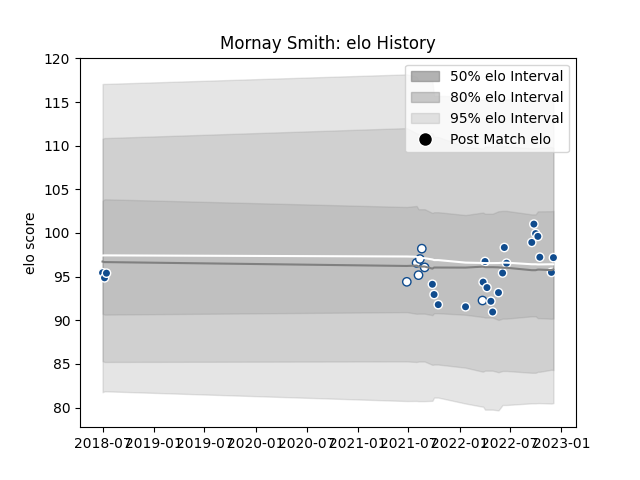 Mornay Smith: elo History
elo score
120
115
110
105
100
95
90
85
80
50% elo Interval
80% elo Interval
95% elo Interval
Post Match elo
2018-07 2019-01 2019-07 2020-01 2020-07 2021-01 2021-07 2022-01 2022-07 2023-01